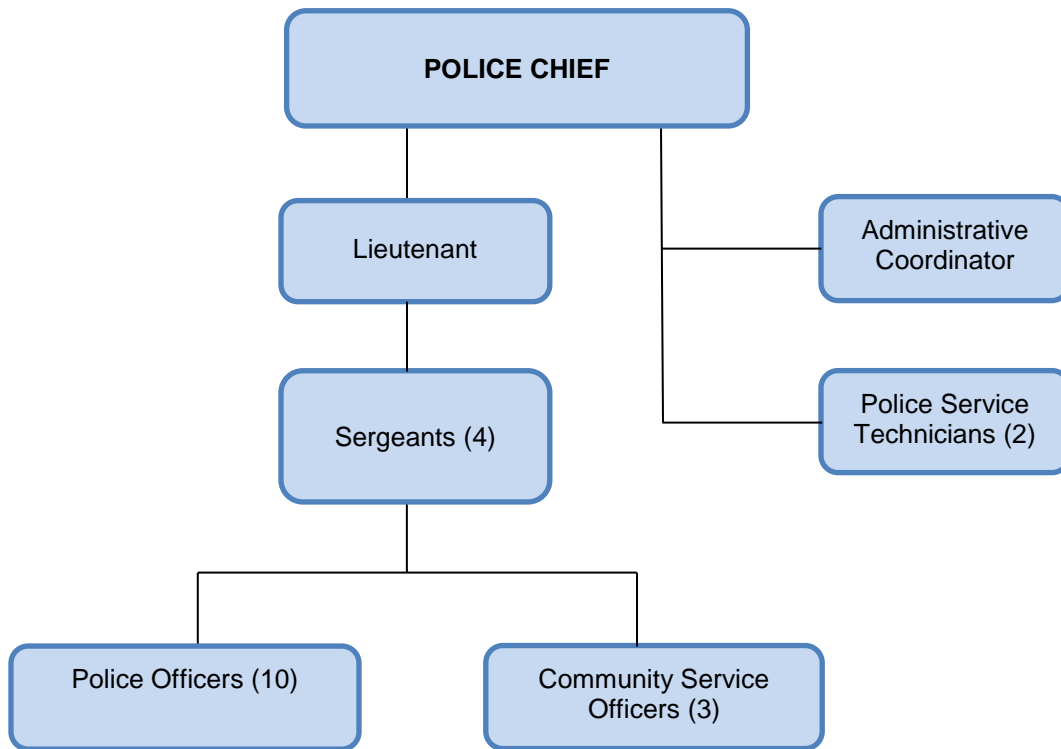 POLICE CHIEF
Lieutenant
Administrative
Coordinator
Sergeants (4)
Police Service
Technicians (2)
Police Officers (10)
Community Service
Officers (3)